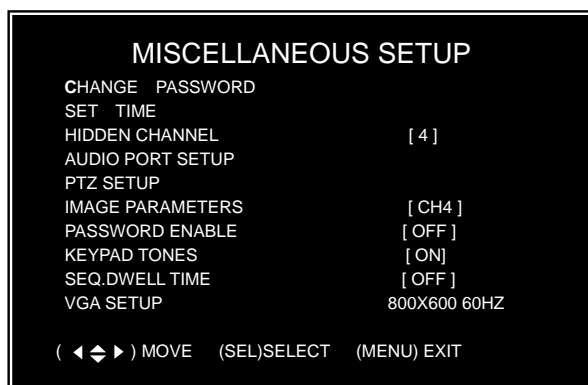 MISCELLANEOUS SETUP
CHANGE PASSWORD
SET TIME
HIDDEN CHANNEL [ 4 ]
AUDIO PORT SETUP
PTZ SETUP
IMAGE PARAMETERS [ CH4 ]
PASSWORD ENABLE [ OFF ]
KEYPAD TONES [ ON]
SEQ.DWELL TIME [ OFF ]
VGA SETUP 800X600 60HZ
( ◀ ▲▼ ▶ ) MOVE (SEL)SELECT (MENU) EXIT